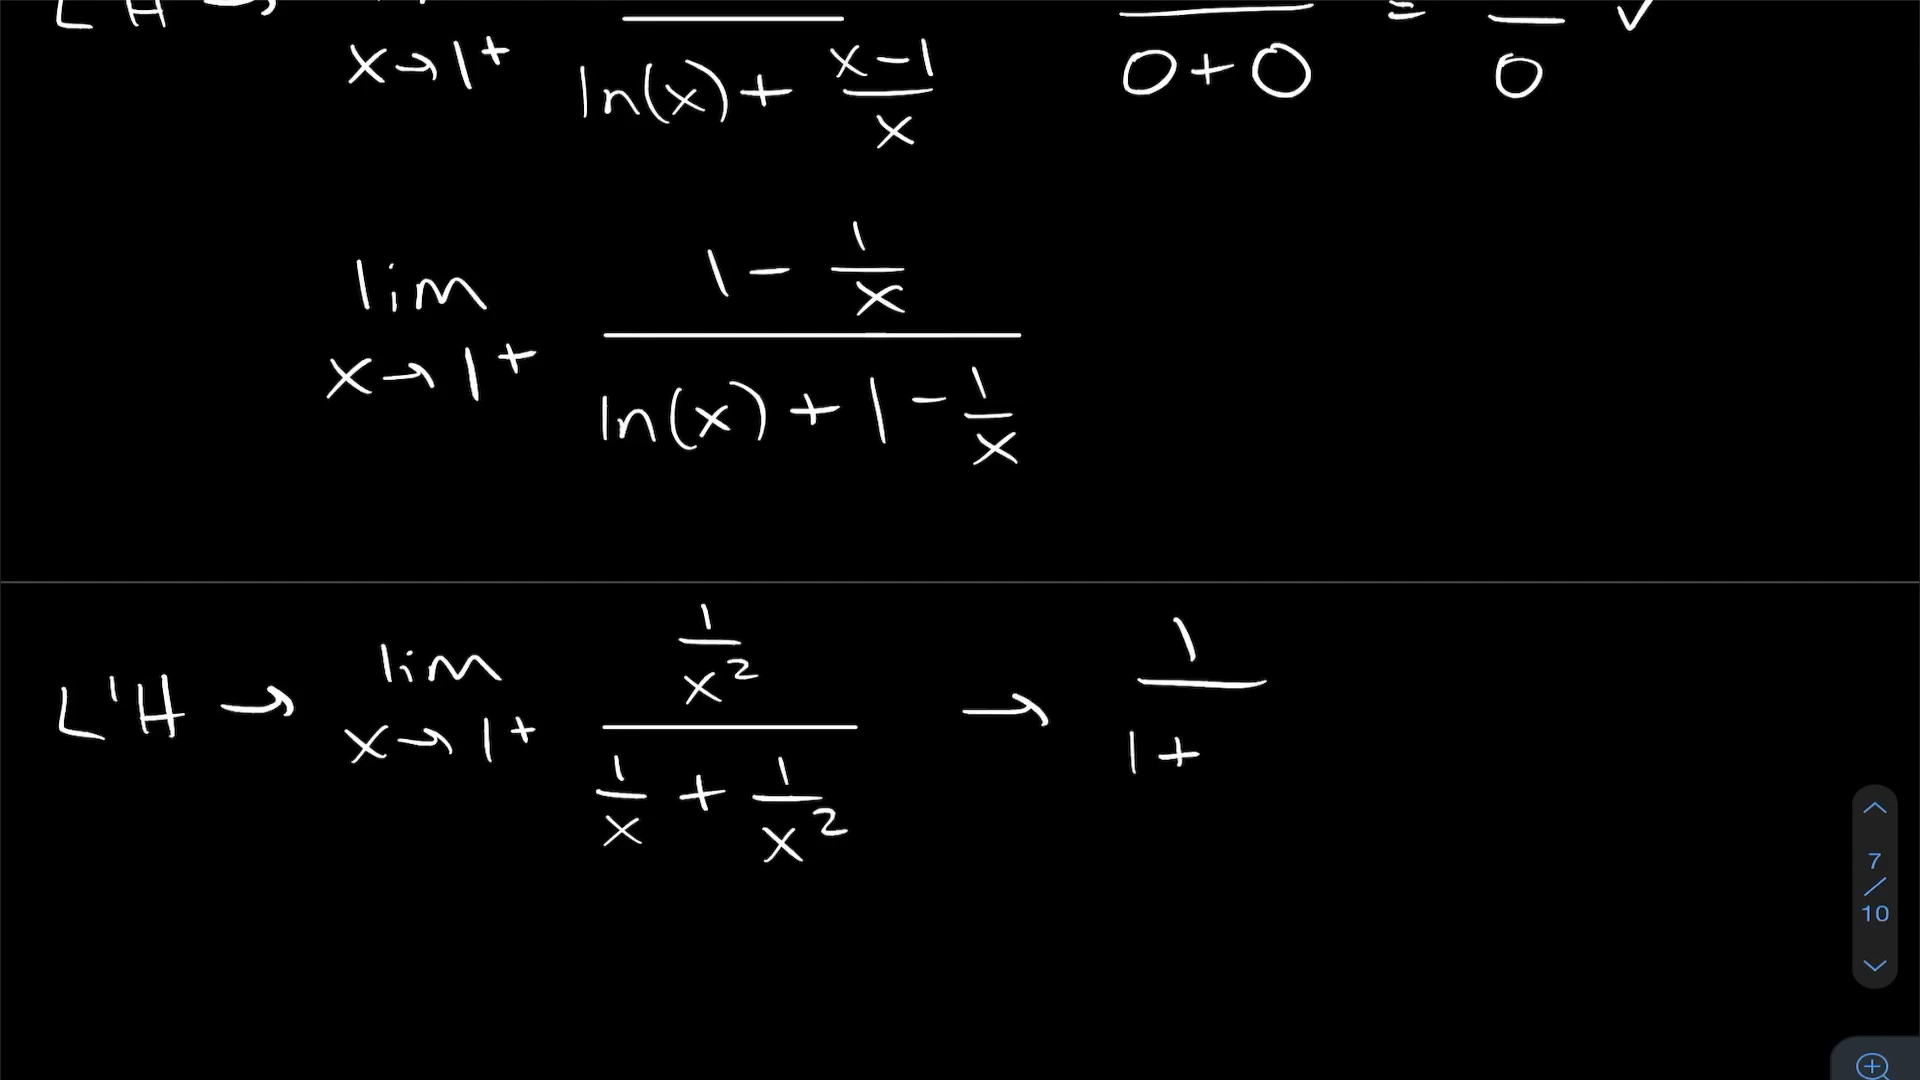 L'H → lim x→1⁺ ln(x) + (x-1)/x   0+0 = 0 ✓
lim x→1⁺ (1 - 1/x)/(ln(x) + 1 - 1/x)
L'H → lim x→1⁺ (1/x²)/(1/x + 1/x²) → 1/(1+
7
/
10